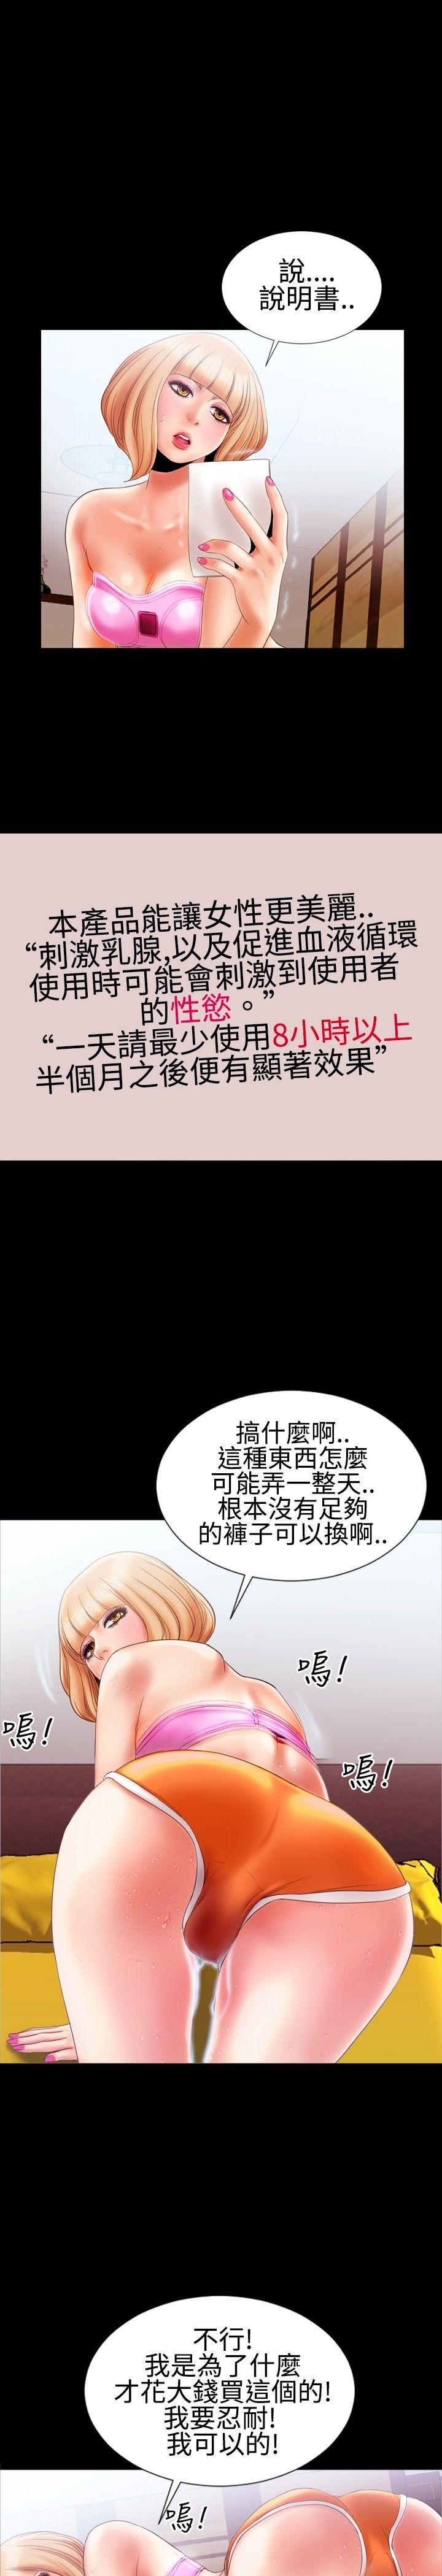 說....
說明書..
本產品能讓女性更美麗..
“刺激乳腺,以及促進血液循環
使用時可能會刺激到使用者
的性慾。”
“一天請最少使用8小時以上
半個月之後便有顯著效果”
搞什麼啊..
這種東西怎麼
可能弄一整天..
根本沒有足夠
的褲子可以換啊..
嗚!
嗚!
嗚!
不行!
我是為了什麼
才花大錢買這個的!
我要忍耐!
我可以的!
嗚!